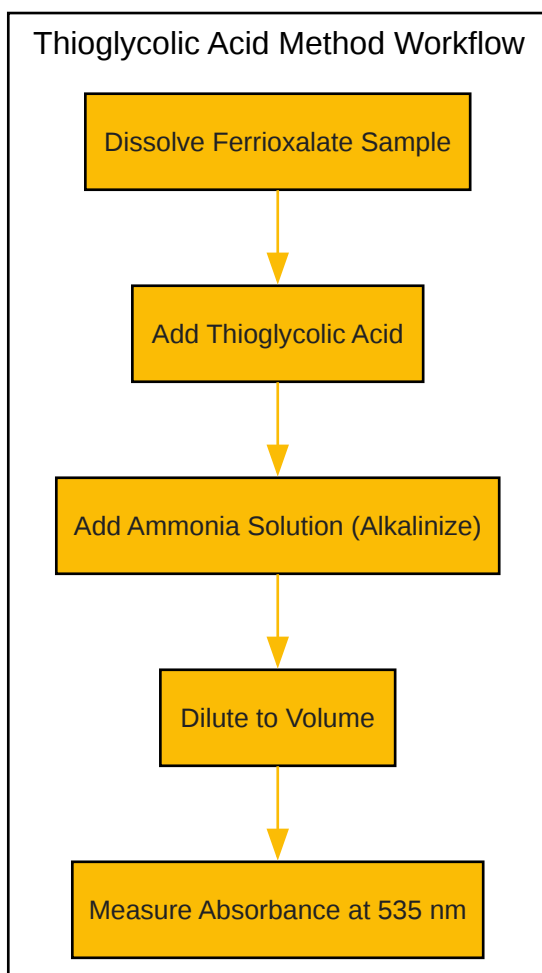 Thioglycolic Acid Method Workflow
Dissolve Ferrioxalate Sample
Add Thioglycolic Acid
Add Ammonia Solution (Alkalinize)
Dilute to Volume
Measure Absorbance at 535 nm